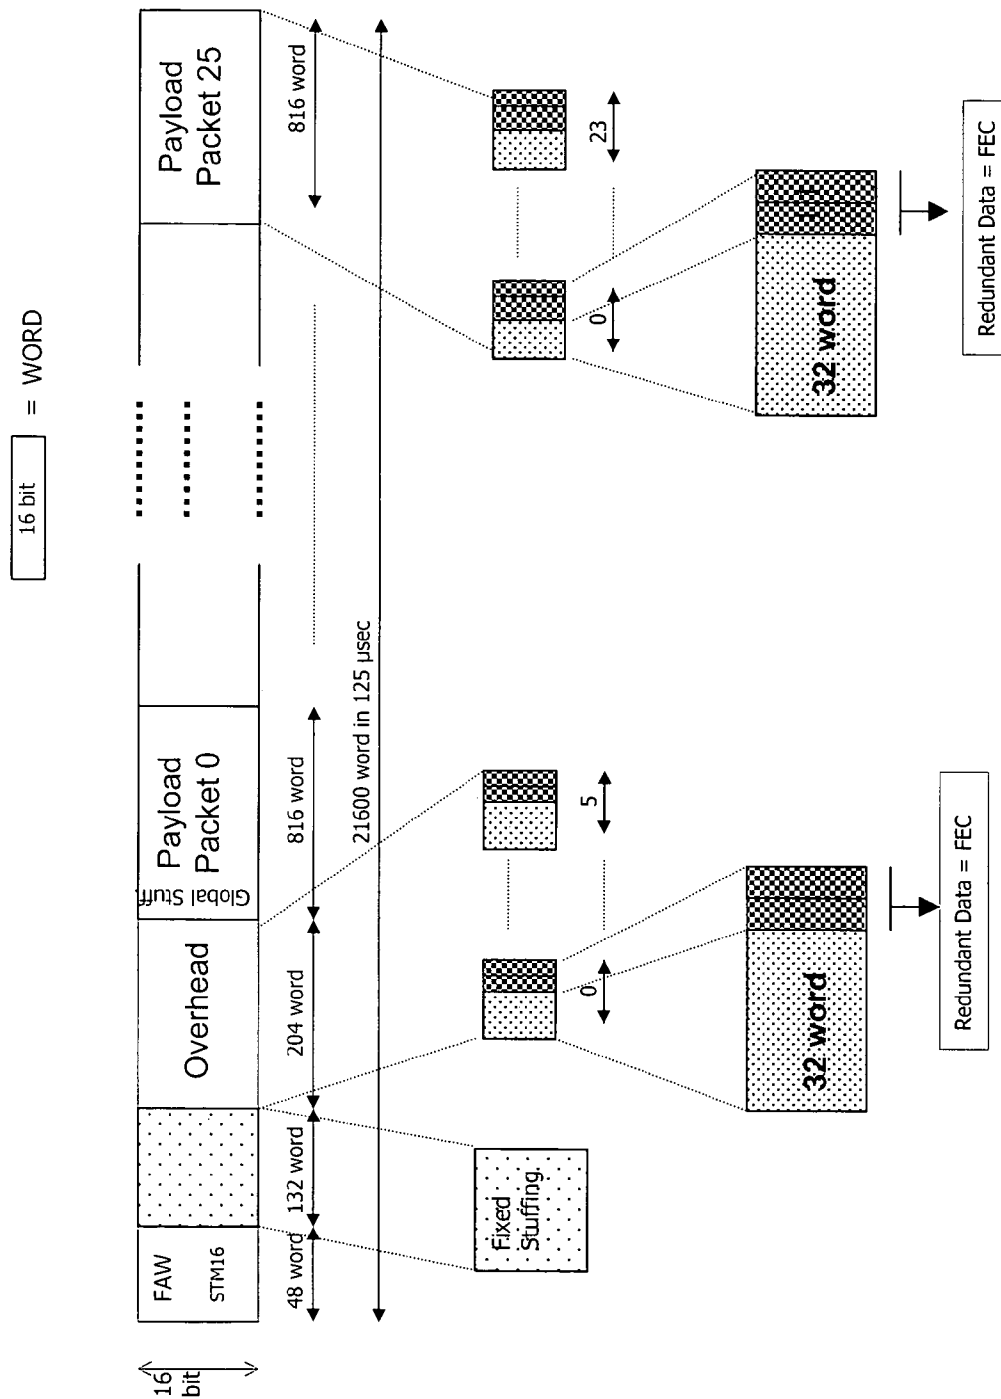 16 bit = WORD
16
bit
FAW
STM16
Overhead
Global Stuff.
Payload
Packet 0
Payload
Packet 25
48 word
132 word
204 word
816 word
816 word
21600 word in 125 µsec
Fixed
Stuffing
0
5
0
23
32 word
32 word
Redundant Data = FEC
Redundant Data = FEC